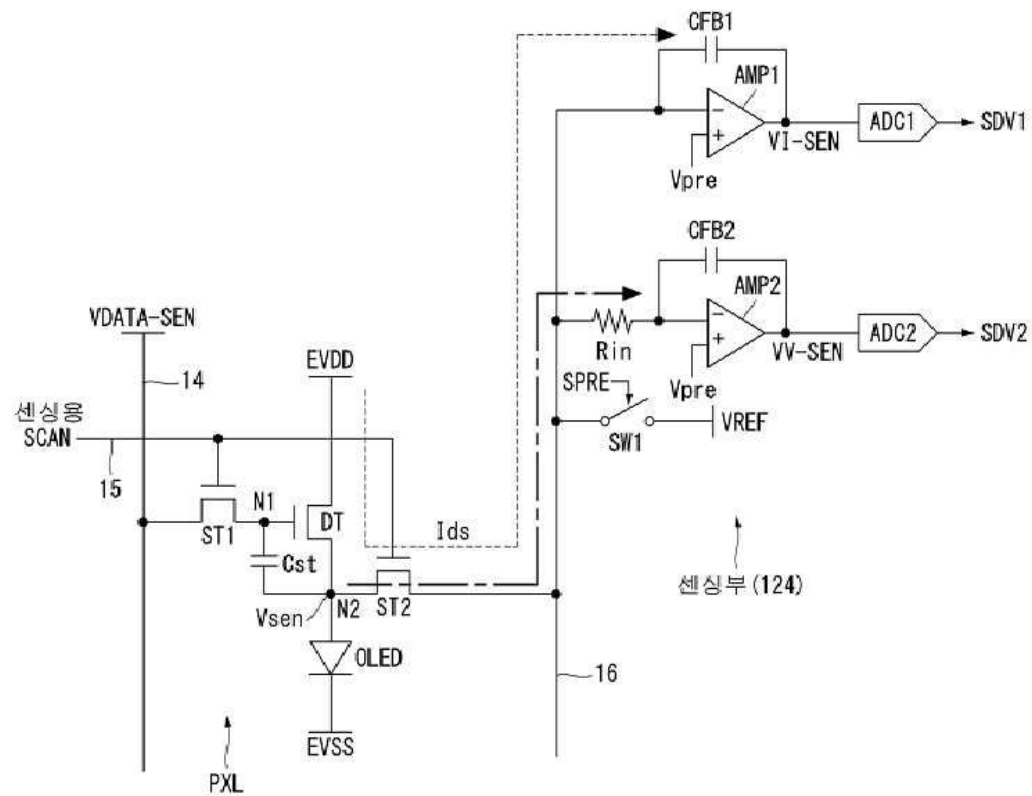 CFB1
AMP1
ADC1
SDV1
VI-SEN
Vpre
CFB2
AMP2
VDATA-SEN
ADC2
SDV2
Rin
VV-SEN
EVDD
Vpre
14
SPRE
센싱용
SCAN
VREF
SW1
15
N1
DT
ST1
Ids
Cst
센싱부(124)
N2
ST2
Vsen
OLED
16
EVSS
PXL